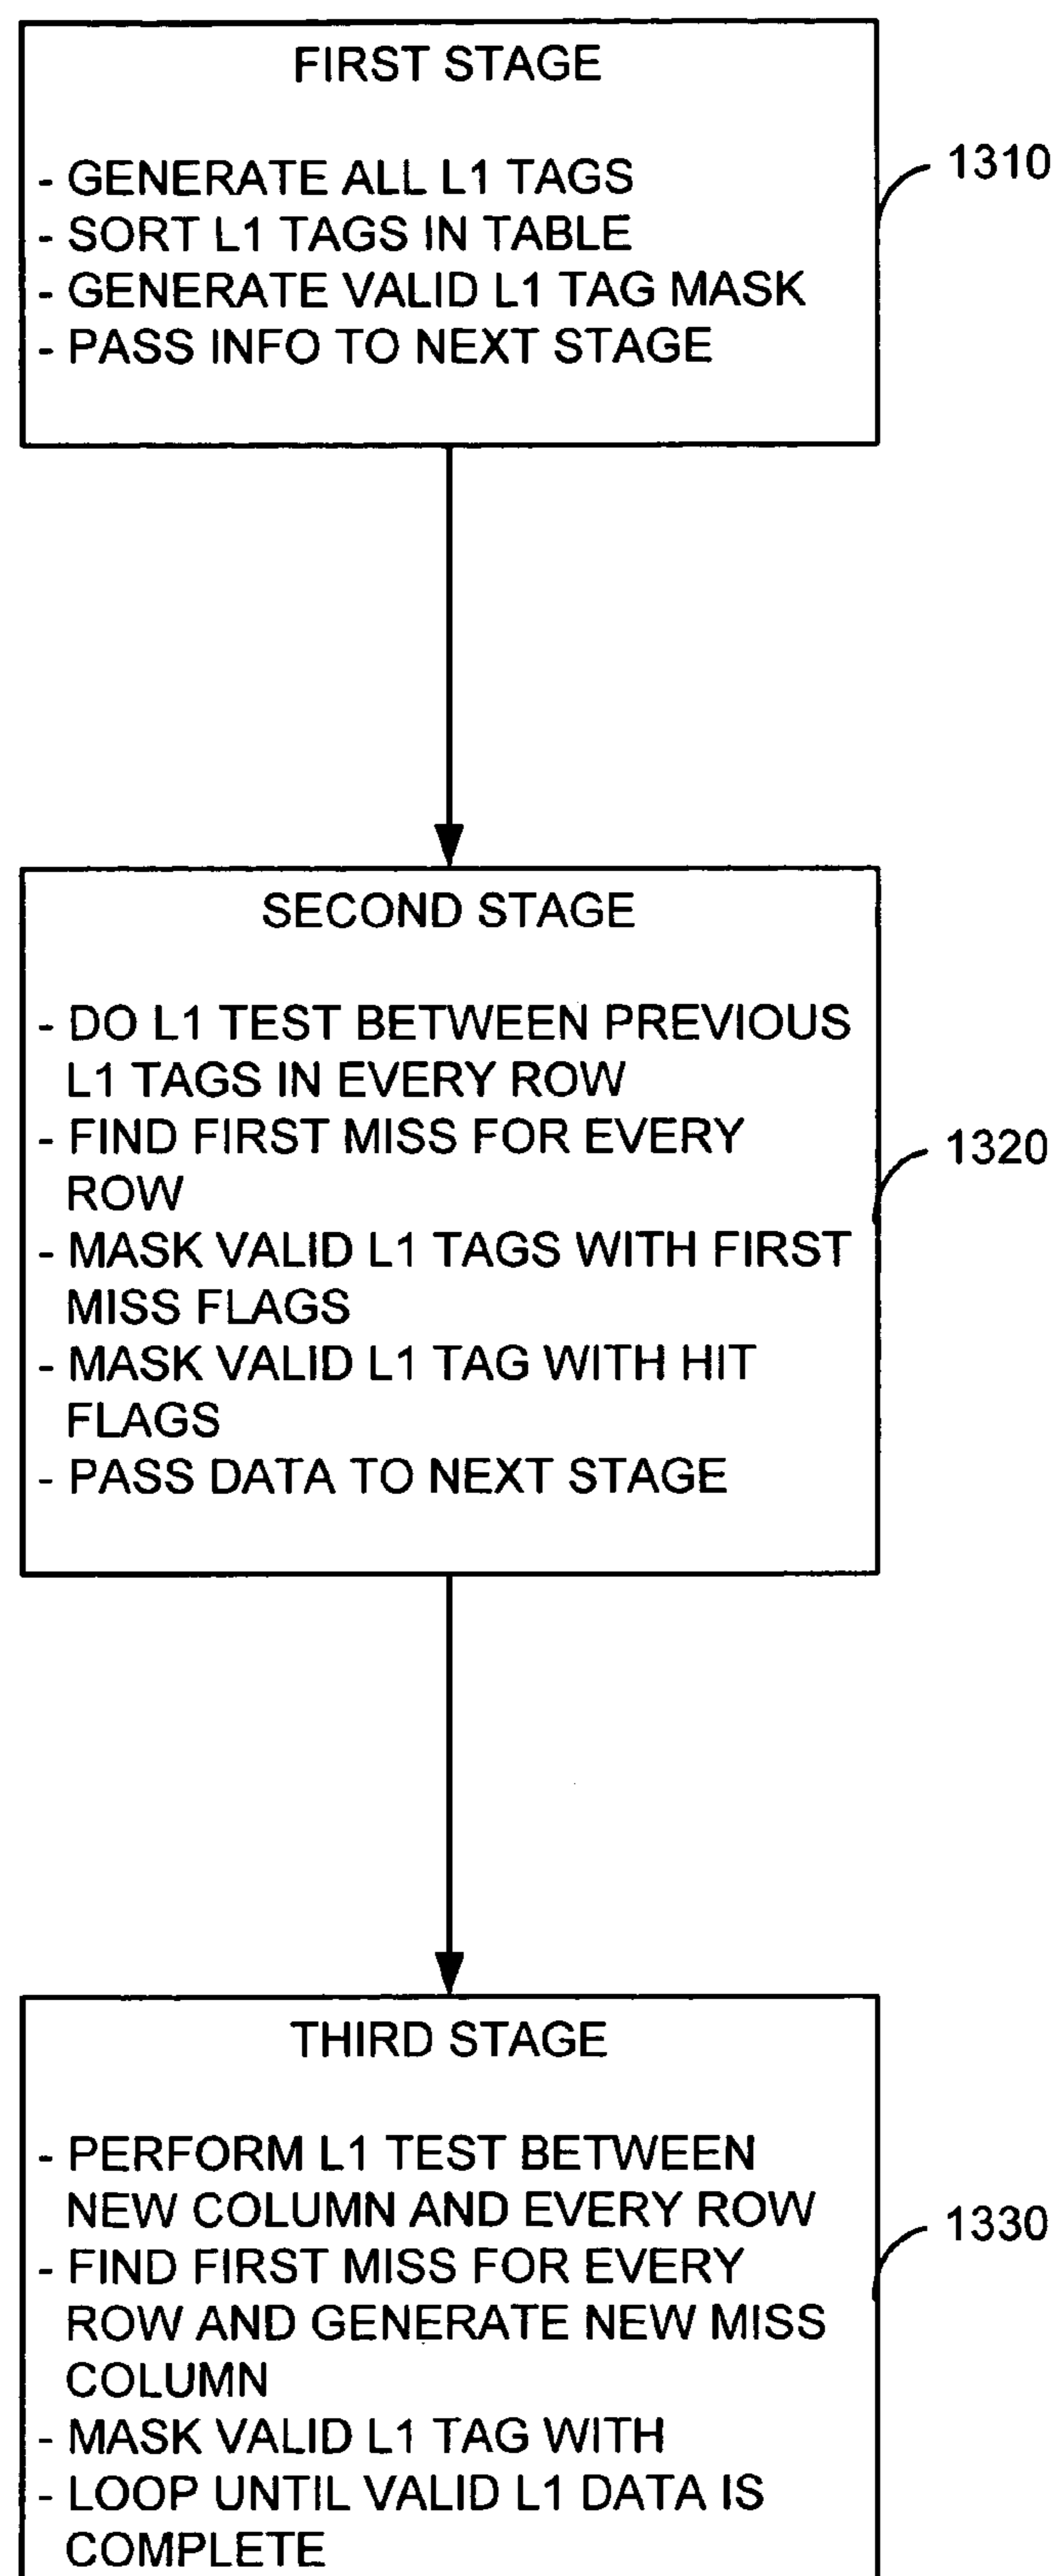 FIRST STAGE
- GENERATE ALL L1 TAGS
- SORT L1 TAGS IN TABLE
- GENERATE VALID L1 TAG MASK
- PASS INFO TO NEXT STAGE
1310
SECOND STAGE
- DO L1 TEST BETWEEN PREVIOUS
L1 TAGS IN EVERY ROW
- FIND FIRST MISS FOR EVERY
ROW
- MASK VALID L1 TAGS WITH FIRST
MISS FLAGS
- MASK VALID L1 TAG WITH HIT
FLAGS
- PASS DATA TO NEXT STAGE
1320
THIRD STAGE
- PERFORM L1 TEST BETWEEN
NEW COLUMN AND EVERY ROW
- FIND FIRST MISS FOR EVERY
ROW AND GENERATE NEW MISS
COLUMN
- MASK VALID L1 TAG WITH
- LOOP UNTIL VALID L1 DATA IS
COMPLETE
1330